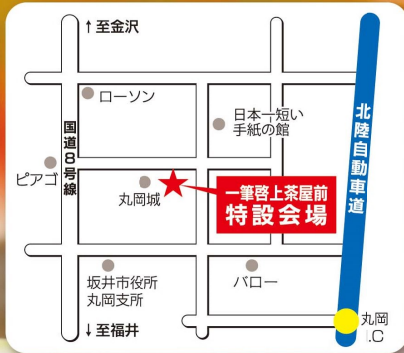 ↑至金沢
ローソン
日本一短い
手紙の館
国道8号線
北陸自動車道
ピアゴ
丸岡城
一筆啓上茶屋前
特設会場
坂井市役所
丸岡支所
バロー
丸岡
I.C
↓至福井